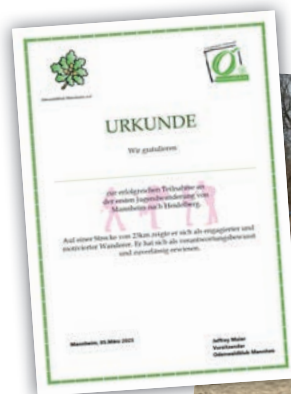 Odenwaldklub Mannheim e.V.
URKUNDE
Wir gratulieren
zur erfolgreichen Teilnahme an
der ersten Jugendwanderung von
Mannheim nach Heidelberg.
Auf einer Strecke von 23km zeigte er sich als engagierter und
motivierter Wanderer. Er hat sich als verantwortungsbewusst
und zuverlässig erwiesen.
Mannheim, 05.März 2023
Jeffrey Maier
Vorsitzender
Odenwaldklub Mannheim